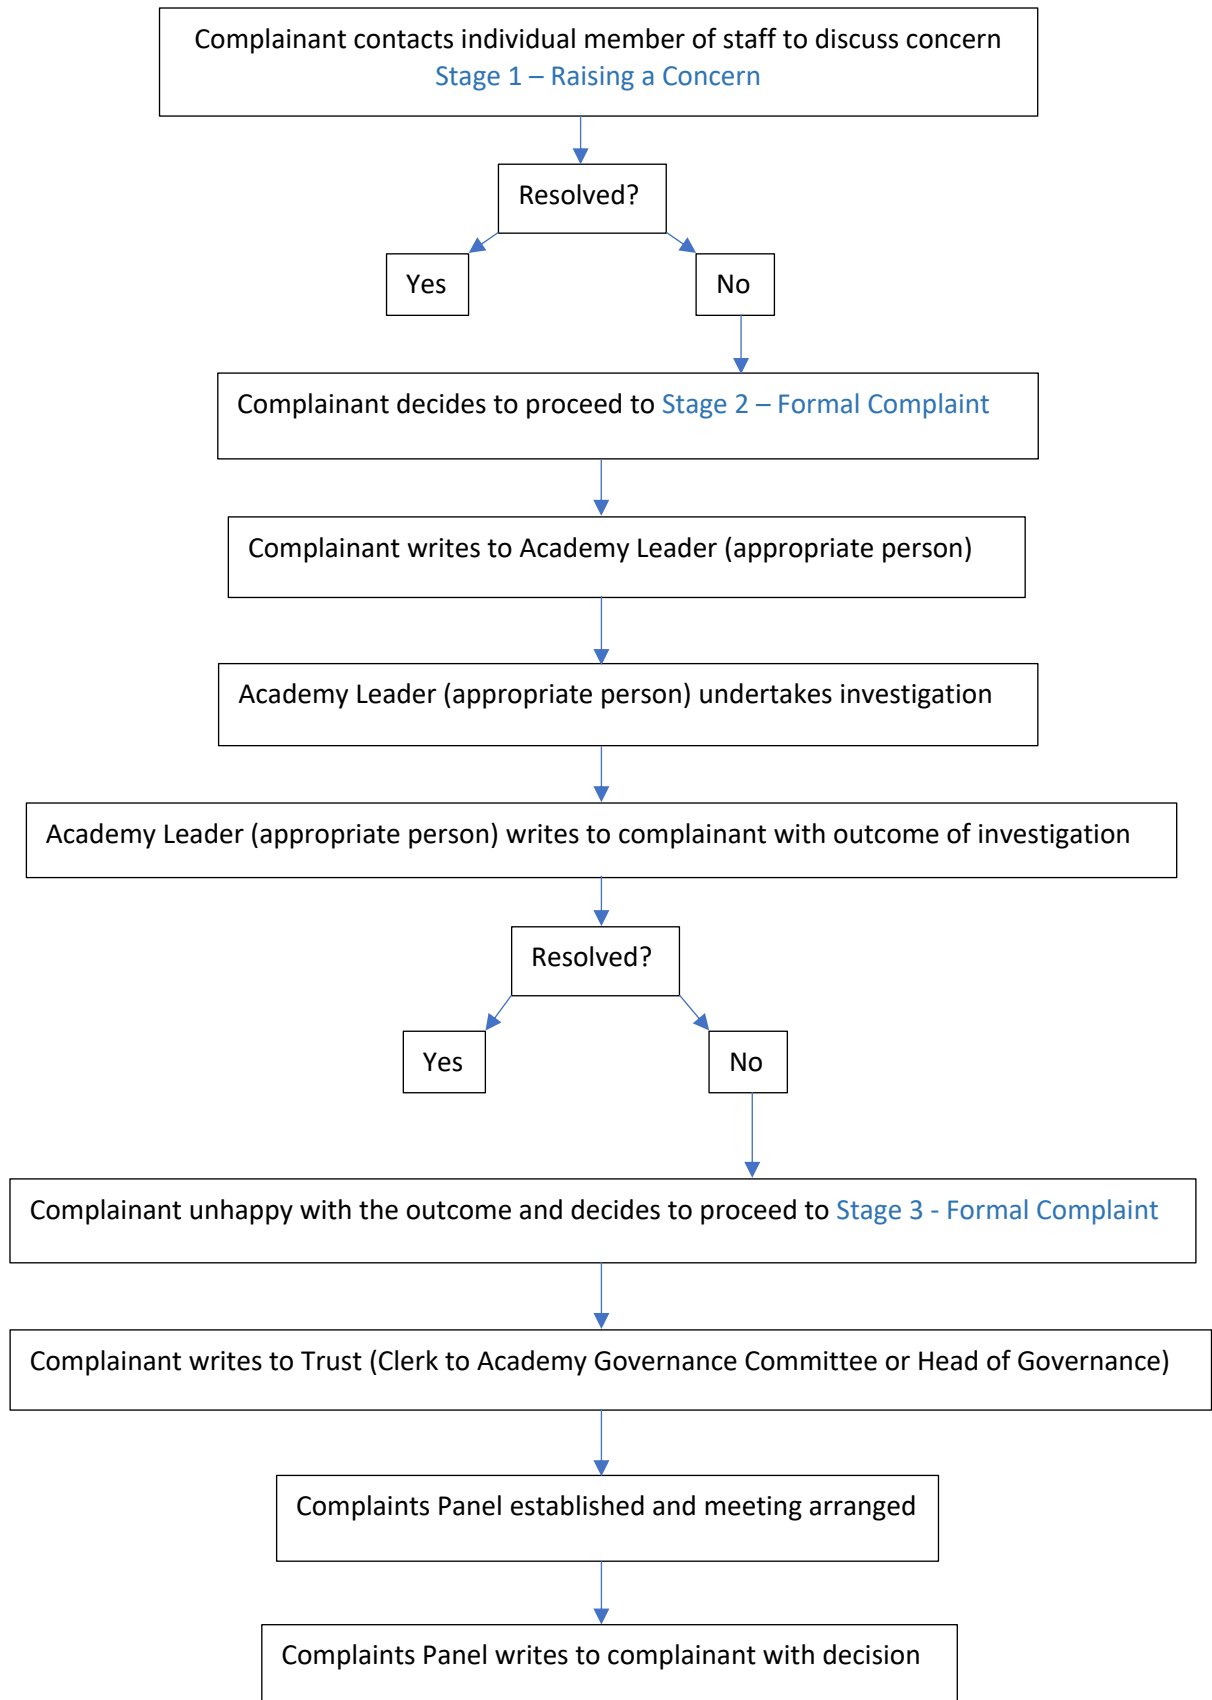 Complainant contacts individual member of staff to discuss concern
Stage 1 – Raising a Concern
Resolved?
Yes
No
Complainant decides to proceed to Stage 2 – Formal Complaint
Complainant writes to Academy Leader (appropriate person)
Academy Leader (appropriate person) undertakes investigation
Academy Leader (appropriate person) writes to complainant with outcome of investigation
Resolved?
Yes
No
Complainant unhappy with the outcome and decides to proceed to Stage 3 - Formal Complaint
Complainant writes to Trust (Clerk to Academy Governance Committee or Head of Governance)
Complaints Panel established and meeting arranged
Complaints Panel writes to complainant with decision